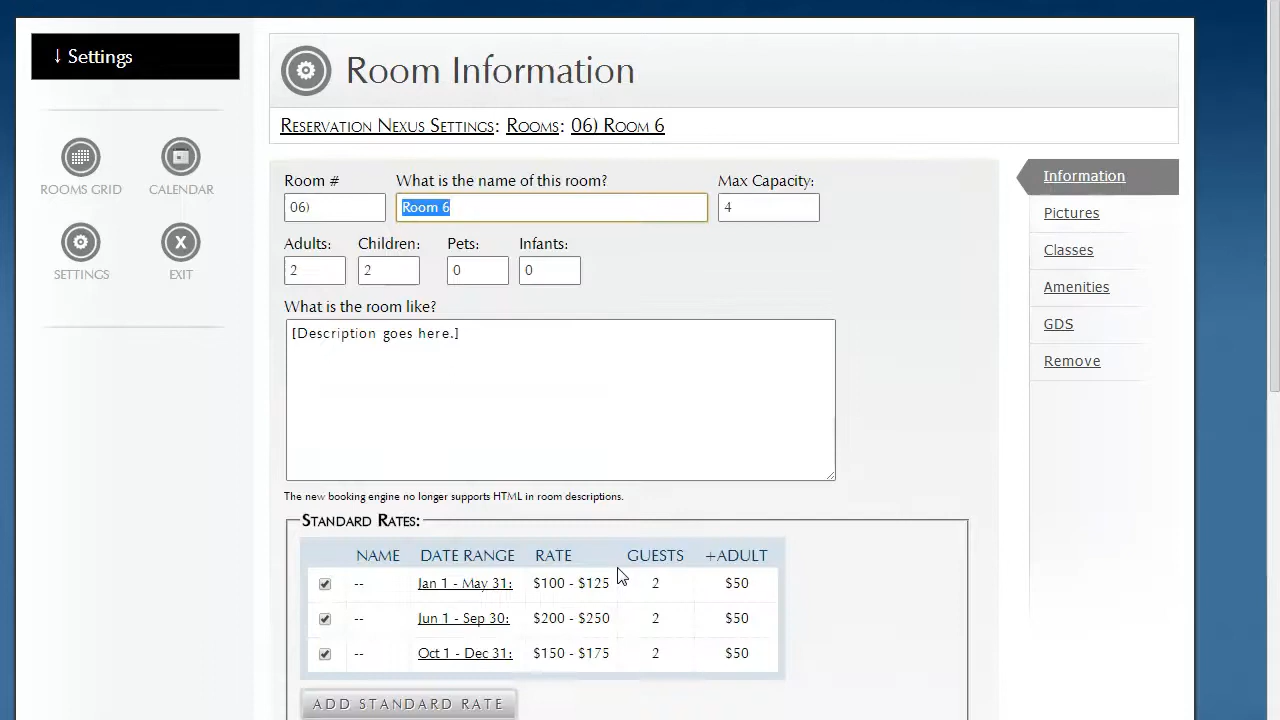 ↓ Settings
ROOMS GRID
CALENDAR
SETTINGS
X
EXIT
Room Information
Reservation Nexus Settings: Rooms: 06) Room 6
Room #
What is the name of this room?
Max Capacity:
06)
Room 6
4
Adults:
Children:
Pets:
Infants:
2
2
0
0
What is the room like?
[Description goes here.]
The new booking engine no longer supports HTML in room descriptions.
Standard Rates:
NAME DATE RANGE RATE GUESTS +ADULT
-- Jan 1 - May 31: $100 - $125 2 $50
-- Jun 1 - Sep 30: $200 - $250 2 $50
-- Oct 1 - Dec 31: $150 - $175 2 $50
ADD STANDARD RATE
Information
Pictures
Classes
Amenities
GDS
Remove